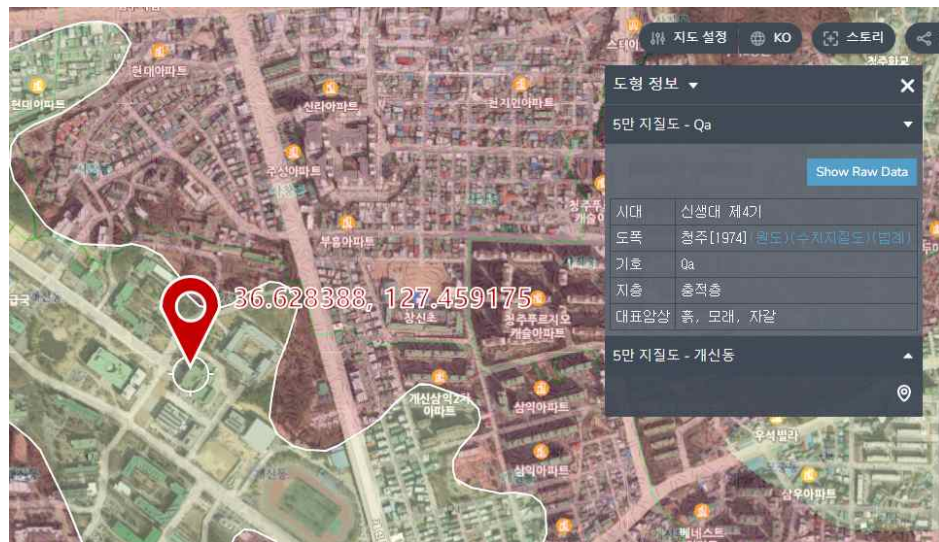 지도 설정
KO
스토리
도형 정보
5만 지질도 - Qa
Show Raw Data
시대 신생대 제4기
도폭 청주[1974] (원도)(수치지질도)(범례)
기호 Qa
지층 충적층
대표암상 흙, 모래, 자갈
5만 지질도 - 개신동
현대아파트
현대아파트
신라아파트
천지인아파트
주성아파트
부흥아파트
36.628388, 127.459175
창신초
청주푸르지오
캐슬아파트
개신삼익2차
아파트
삼익아파트
삼익아파트
우석빌라
삼우아파트
개신동